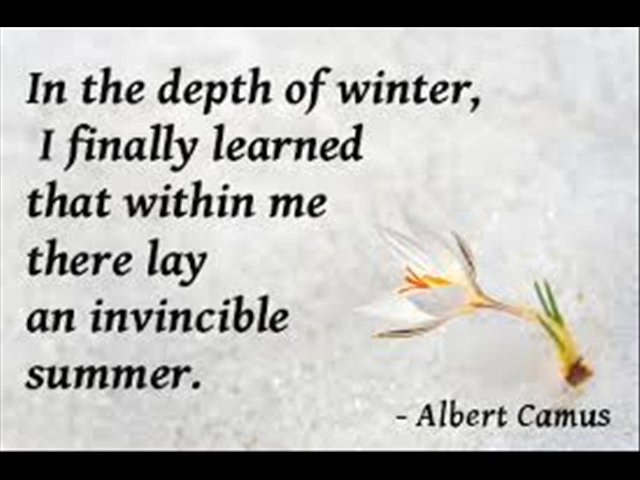 In the depth of winter,
I finally learned
that within me
there lay
an invincible
summer.
- Albert Camus